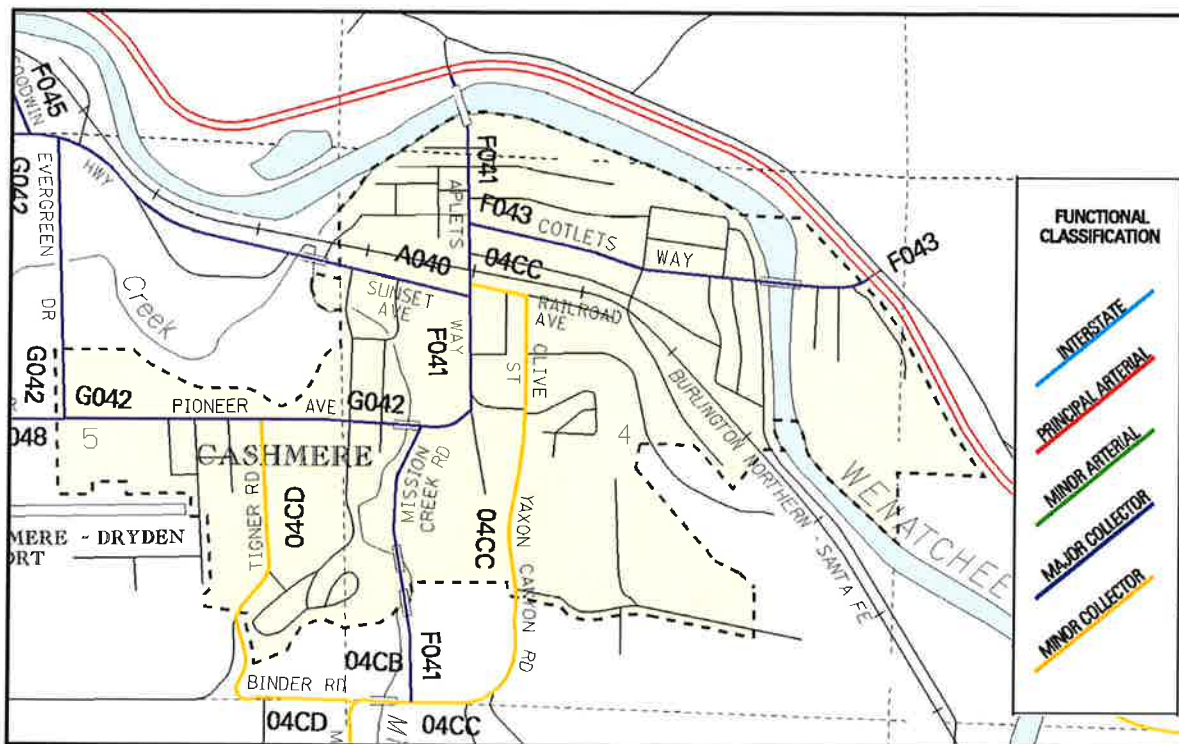 F045
GOODWIN
G042
EVERGREEN DR
HWY
F041
APLETS
WAY
F043
COTLETS
WAY
F043
A040
04CC
SUNSET
AVE
RAILROAD
AVE
F041
OLIVE
ST
Creek
G042
G042
PIONEER AVE
G042
048
5
CASHMERE
4
BURLINGTON NORTHERN - SANTA FE
WENATCHEE
MISSION
CREEK RD
TIGNER RD
04CD
04CC
YAXON CANYON RD
MERE - DRYDEN
ORT
04CB
F041
BINDER RD
04CD
04CC
FUNCTIONAL
CLASSIFICATION
INTERSTATE
PRINCIPAL ARTERIAL
MINOR ARTERIAL
MAJOR COLLECTOR
MINOR COLLECTOR